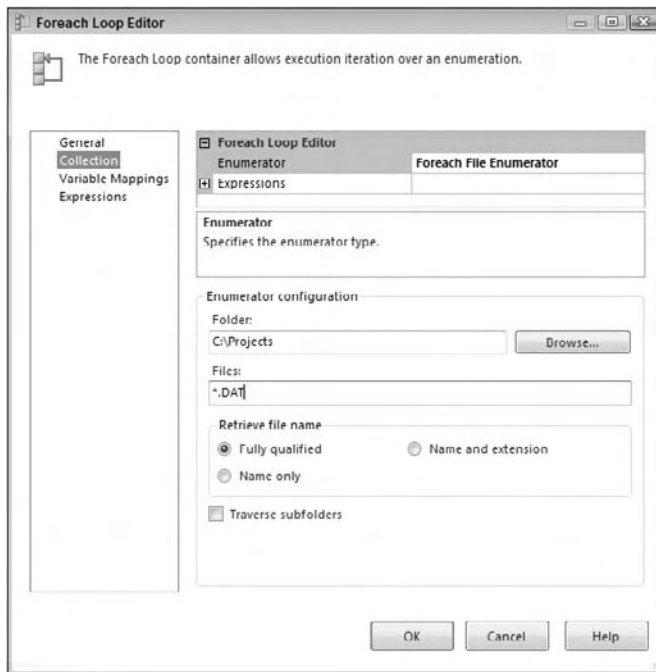 Foreach Loop Editor
The Foreach Loop container allows execution iteration over an enumeration.
General
Collection
Variable Mappings
Expressions
Foreach Loop Editor
Enumerator Foreach File Enumerator
Expressions
Enumerator
Specifies the enumerator type.
Enumerator configuration
Folder:
C:\Projects
Browse...
Files:
*.DAT
Retrieve file name
Fully qualified Name and extension
Name only
Traverse subfolders
OK Cancel Help